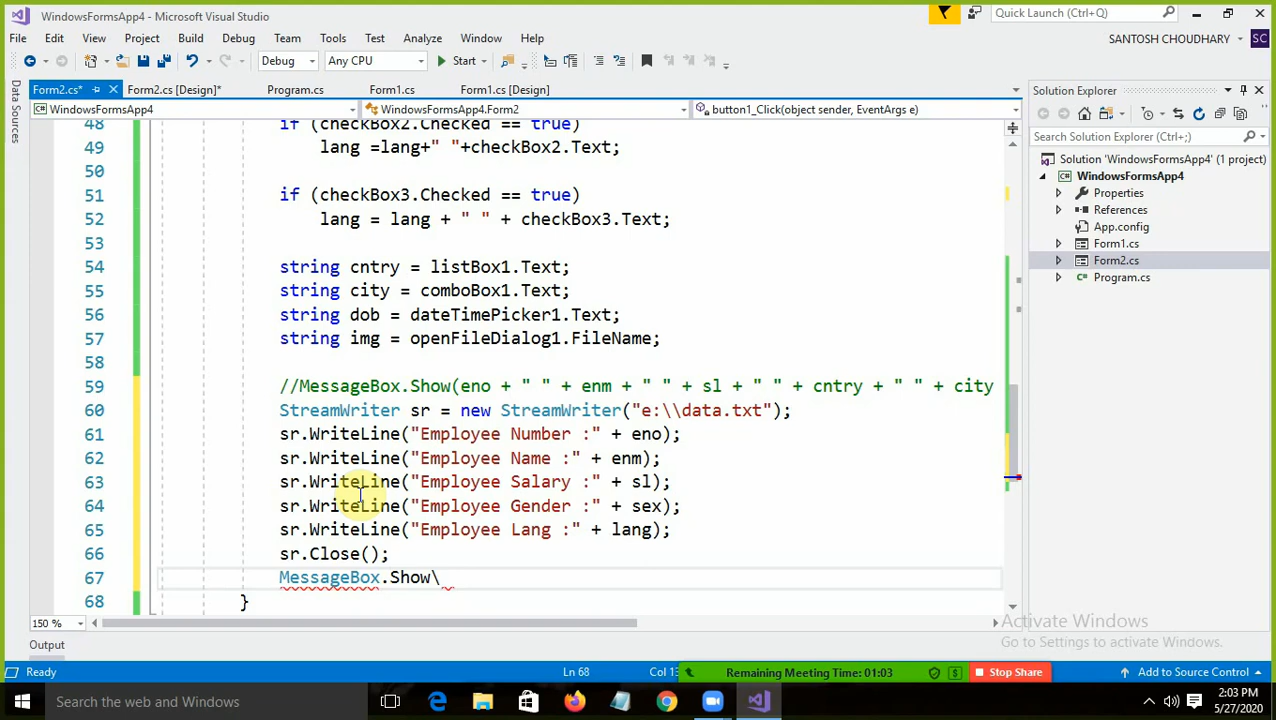 WindowsFormsApp4 - Microsoft Visual Studio
Quick Launch (Ctrl+Q)
File Edit View Project Build Debug Team Tools Test Analyze Window Help
SANTOSH CHOUDHARY SC
Debug Any CPU Start
Form2.cs Form2.cs [Design]* Program.cs Form1.cs Form1.cs [Design]
WindowsFormsApp4 WindowsFormsApp4.Form2 button1_Click(object sender, EventArgs e)
Data Sources
48 if (checkBox2.Checked == true)
49 lang =lang+" "+checkBox2.Text;
50
51 if (checkBox3.Checked == true)
52 lang = lang + " " + checkBox3.Text;
53
54 string cntry = listBox1.Text;
55 string city = comboBox1.Text;
56 string dob = dateTimePicker1.Text;
57 string img = openFileDialog1.FileName;
58
59 //MessageBox.Show(eno + " " + enm + " " + sl + " " + cntry + " " + city
60 StreamWriter sr = new StreamWriter("e:\\data.txt");
61 sr.WriteLine("Employee Number :" + eno);
62 sr.WriteLine("Employee Name :" + enm);
63 sr.WriteLine("Employee Salary :" + sl);
64 sr.WriteLine("Employee Gender :" + sex);
65 sr.WriteLine("Employee Lang :" + lang);
66 sr.Close();
67 MessageBox.Show\
68 }
150 %
Solution Explorer
Search Solution Explorer (Ctrl+;)
Solution 'WindowsFormsApp4' (1 project)
WindowsFormsApp4
Properties
References
App.config
Form1.cs
Form2.cs
Program.cs
Activate Windows
Go to Settings to activate Windows.
Output
Ready Ln 68 Col 13 Remaining Meeting Time: 01:03 Stop Share Add to Source Control
Search the web and Windows
2:03 PM
5/27/2020